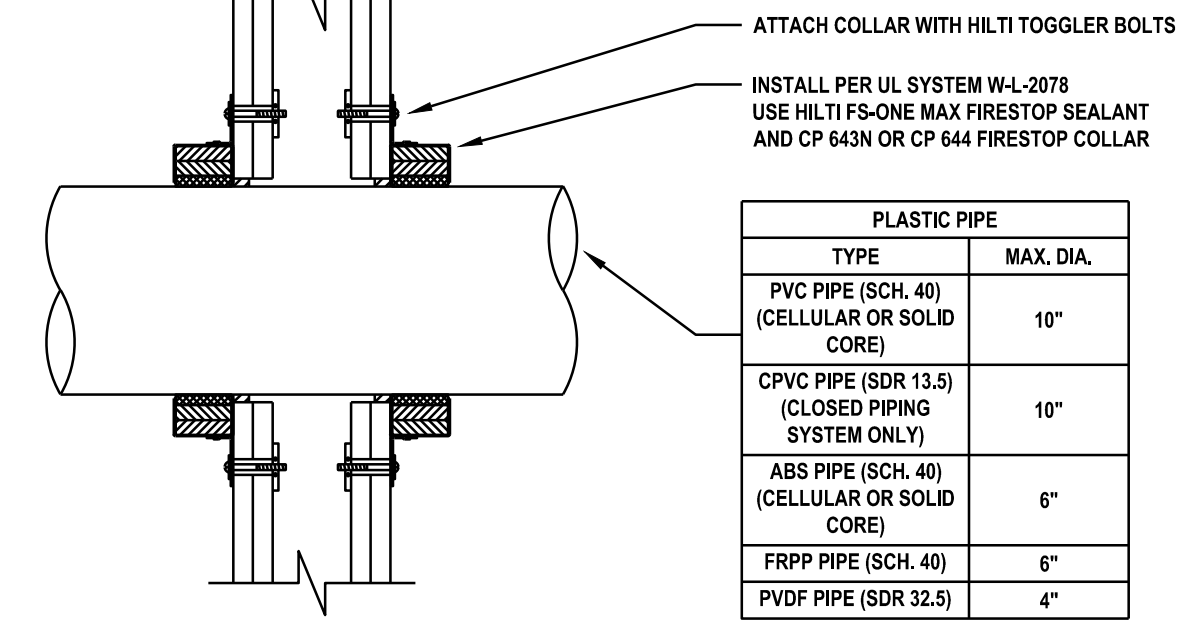 ATTACH COLLAR WITH HILTI TOGGLER BOLTS
INSTALL PER UL SYSTEM W-L-2078
USE HILTI FS-ONE MAX FIRESTOP SEALANT
AND CP 643N OR CP 644 FIRESTOP COLLAR
PLASTIC PIPE
TYPE MAX. DIA.
PVC PIPE (SCH. 40)
(CELLULAR OR SOLID
CORE)
10"
CPVC PIPE (SDR 13.5)
(CLOSED PIPING
SYSTEM ONLY)
10"
ABS PIPE (SCH. 40)
(CELLULAR OR SOLID
CORE)
6"
FRPP PIPE (SCH. 40) 6"
PVDF PIPE (SDR 32.5) 4"